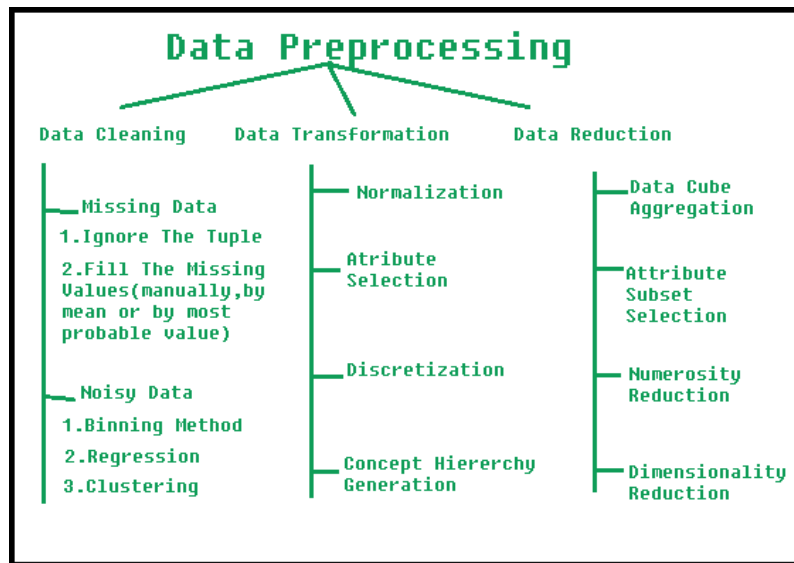 Data Preprocessing
Data Cleaning
Missing Data
1.Ignore The Tuple
2.Fill The Missing
Values(manually,by
mean or by most
probable value)
Noisy Data
1.Binning Method
2.Regression
3.Clustering
Data Transformation
Normalization
Atribute
Selection
Discretization
Concept Hiererchy
Generation
Data Reduction
Data Cube
Aggregation
Attribute
Subset
Selection
Numerosity
Reduction
Dimensionality
Reduction